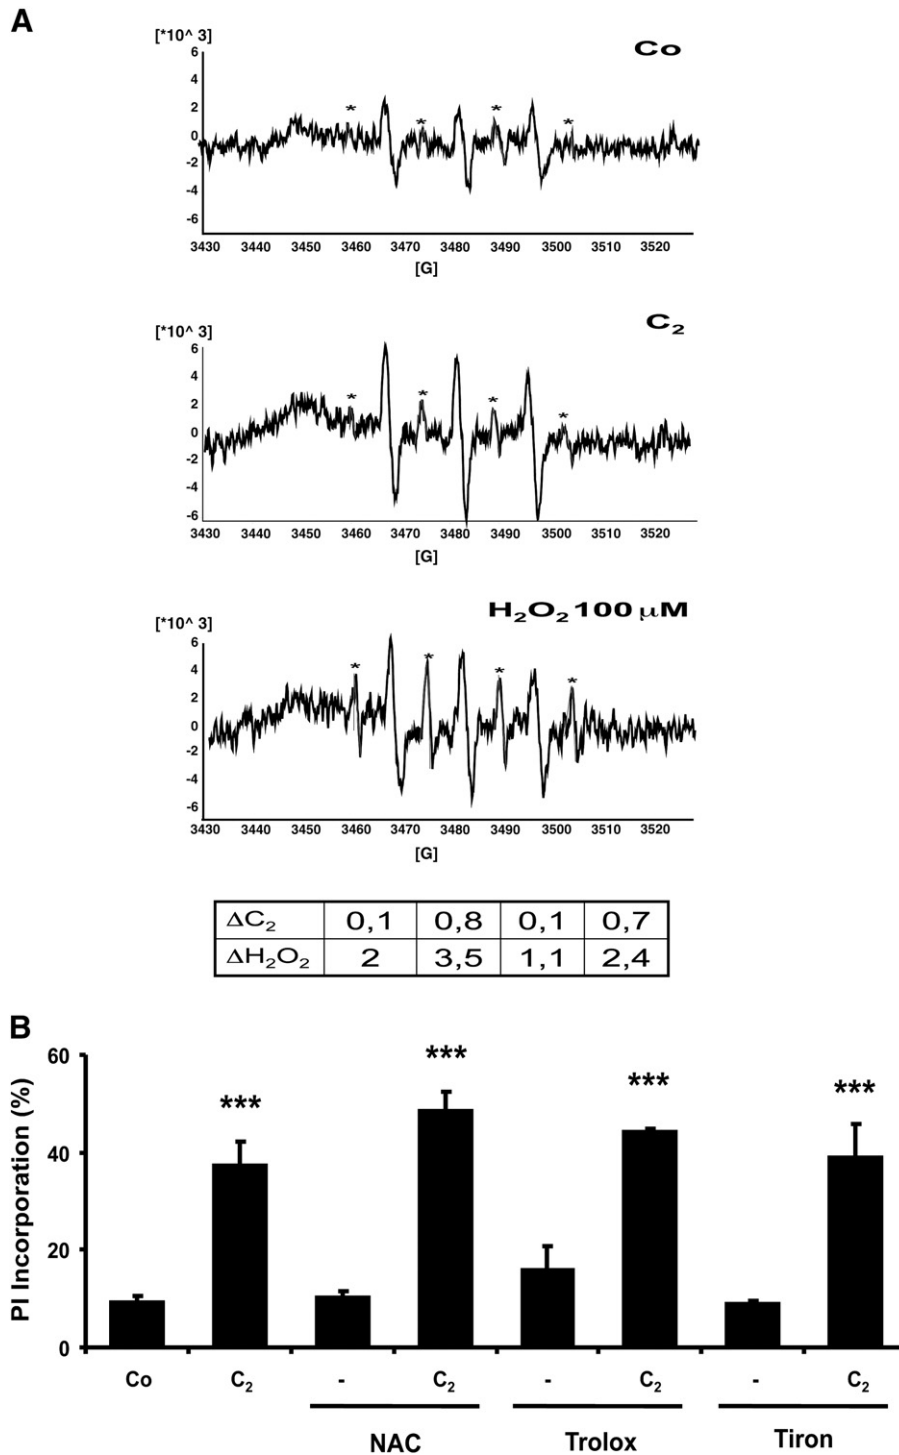 A
[*10^ 3]
Co
6
4
2
0
-2
-4
-6
* * * *
3430 3440 3450 3460 3470 3480 3490 3500 3510 3520
[G]
[*10^ 3]
C₂
6
4
2
0
-2
-4
-6
* * * *
3430 3440 3450 3460 3470 3480 3490 3500 3510 3520
[G]
H₂O₂ 100 μM
[*10^ 3]
6
4
2
0
-2
-4
-6
* * * *
3430 3440 3450 3460 3470 3480 3490 3500 3510 3520
[G]
ΔC₂ 0,1 0,8 0,1 0,7
ΔH₂O₂ 2 3,5 1,1 2,4
B
PI Incorporation (%)
60
40
20
0
*** *** *** ***
Co C₂ - C₂ - C₂ - C₂
NAC Trolox Tiron